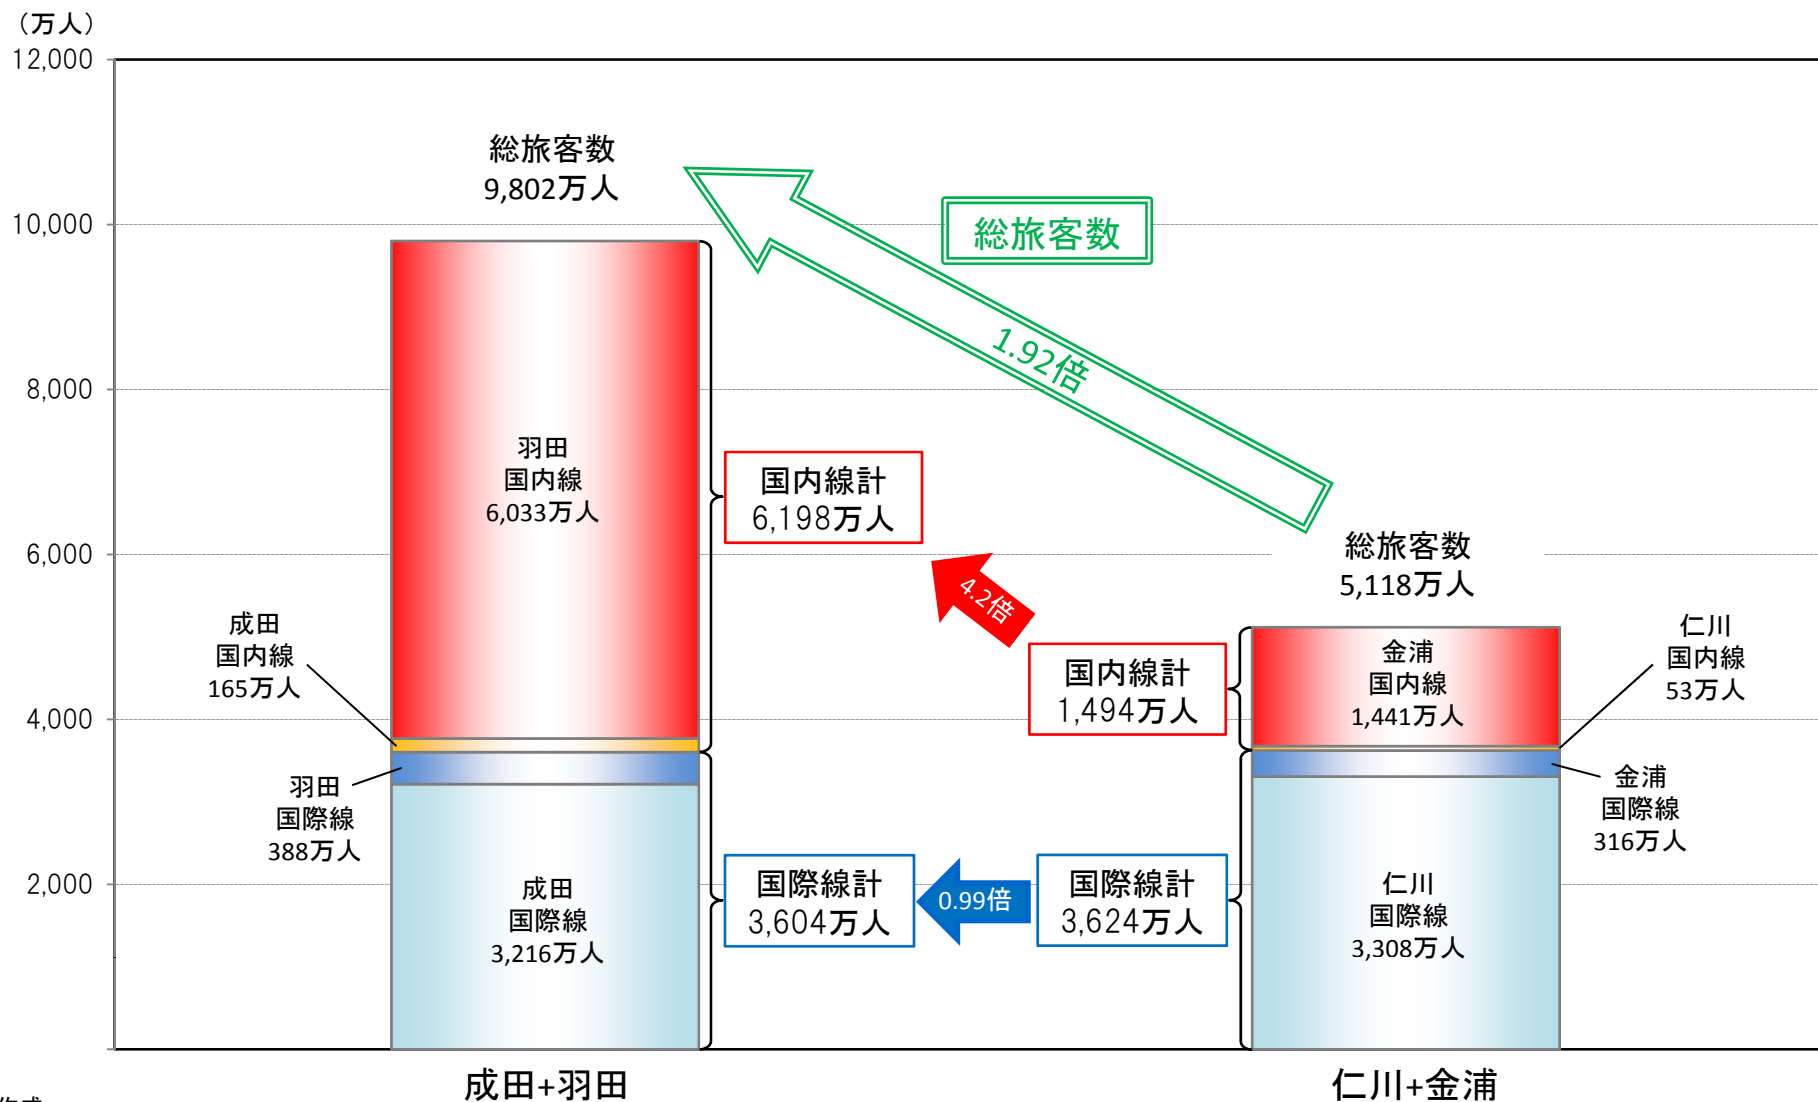 （万人）
12,000
10,000
8,000
6,000
4,000
2,000
総旅客数
9,802万人
総旅客数
1.92倍
羽田
国内線
6,033万人
国内線計
6,198万人
4.2倍
成田
国内線
165万人
羽田
国際線
388万人
成田
国際線
3,216万人
国際線計
3,604万人
0.99倍
総旅客数
5,118万人
国内線計
1,494万人
金浦
国内線
1,441万人
仁川
国内線
53万人
国際線計
3,624万人
金浦
国際線
316万人
仁川
国際線
3,308万人
成田+羽田
仁川+金浦